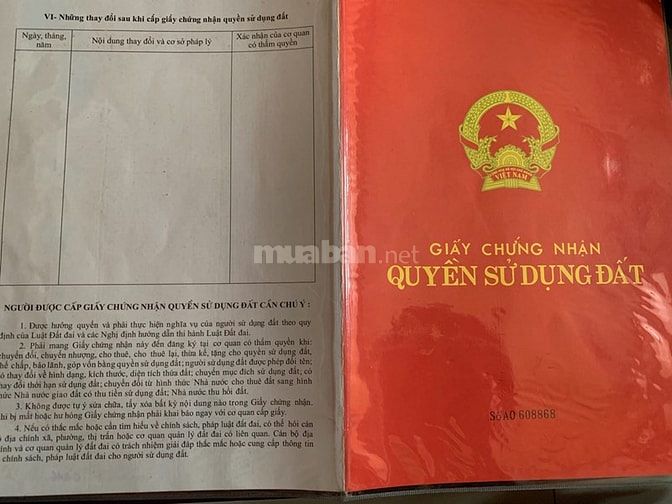 VI- Những thay đổi sau khi cấp giấy chứng nhận quyền sử dụng đất
Ngày, tháng, năm
Nội dung thay đổi và cơ sở pháp lý
Xác nhận của cơ quan có thẩm quyền
NGƯỜI ĐƯỢC CẤP GIẤY CHỨNG NHẬN QUYỀN SỬ DỤNG ĐẤT CẦN CHÚ Ý :
1. Được hưởng quyền và phải thực hiện nghĩa vụ của người sử dụng đất theo quy
định của Luật Đất đai và các Nghị định hướng dẫn thi hành Luật Đất đai.
2. Phải mang Giấy chứng nhận này đến đăng ký tại cơ quan có thẩm quyền khi:
chuyển đổi, chuyển nhượng, cho thuê, cho thuê lại, thừa kế, tặng cho quyền sử dụng đất,
thế chấp, bảo lãnh, góp vốn bằng quyền sử dụng đất; người sử dụng đất được phép đổi tên;
có thay đổi về hình dạng, kích thước, diện tích thửa đất; chuyển mục đích sử dụng đất; có
thay đổi thời hạn sử dụng đất; chuyển đổi từ hình thức Nhà nước cho thuê đất sang hình
thức Nhà nước giao đất có thu tiền sử dụng đất; Nhà nước thu hồi đất.
3. Không được tự ý sửa chữa, tẩy xóa bất kỳ nội dung nào trong Giấy chứng nhận.
Khi bị mất hoặc hư hỏng Giấy chứng nhận phải khai báo ngay với cơ quan cấp giấy.
4. Nếu có thắc mắc hoặc cần tìm hiểu về chính sách, pháp luật đất đai, có thể hỏi cán
bộ địa chính xã, phường, thị trấn hoặc cơ quan quản lý đất đai có liên quan. Cán bộ địa
chính và cơ quan quản lý đất đai có trách nhiệm giải đáp thắc mắc hoặc cung cấp thông tin
về chính sách, pháp luật đất đai cho người sử dụng đất.
VIỆT NAM
GIẤY CHỨNG NHẬN
QUYỀN SỬ DỤNG ĐẤT
Số AO 608868
muaban.net